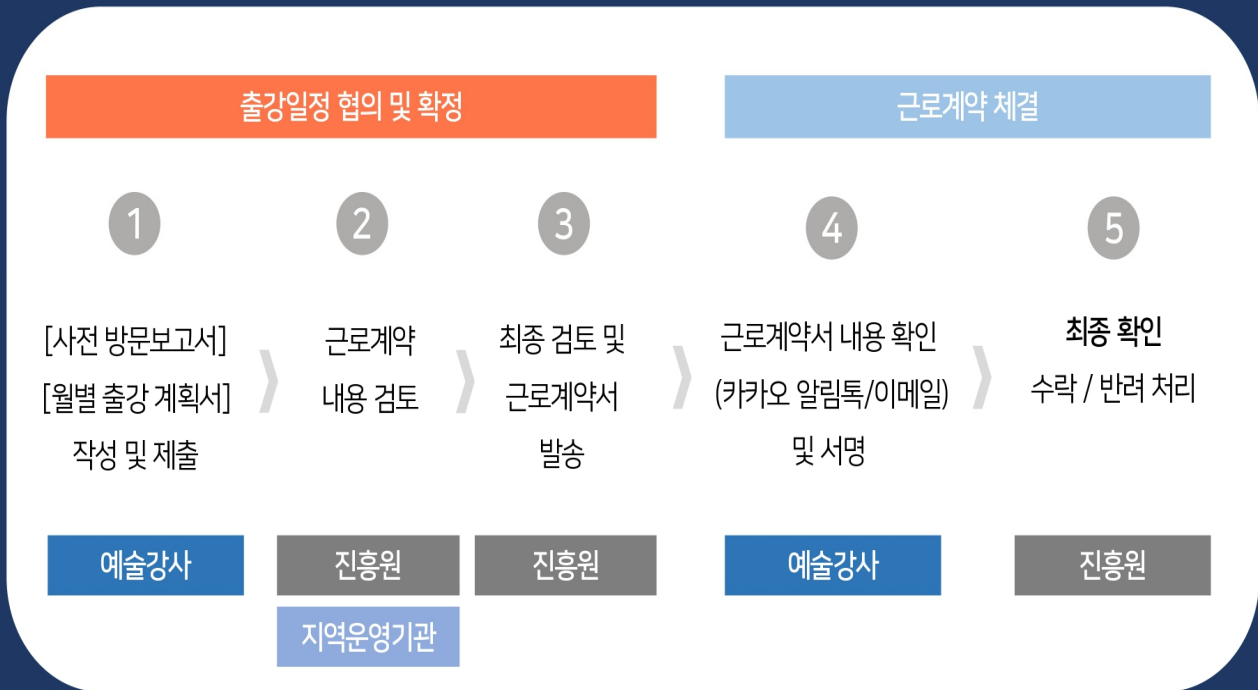 출강일정 협의 및 확정
근로계약 체결
1
2
3
4
5
[사전 방문보고서]
[월별 출강 계획서]
작성 및 제출
근로계약
내용 검토
최종 검토 및
근로계약서
발송
근로계약서 내용 확인
(카카오 알림톡/이메일)
및 서명
최종 확인
수락 / 반려 처리
예술강사
진흥원
진흥원
예술강사
진흥원
지역운영기관